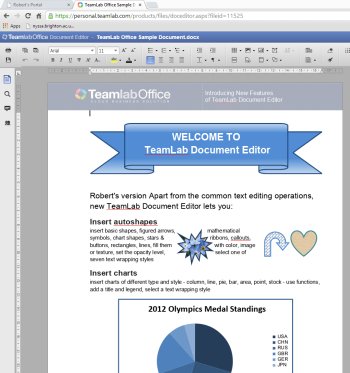 Robert's Portal
TeamLab Office Sample D
https://personal.teamlab.com/products/files/doceditor.aspx?fileid=11525
Apps
TeamlabOffice Document Editor - TeamLab Office Sample Document.docx
Arial
11
TeamlabOffice
Introducing New Features
of TeamLab Document Editor
WELCOME TO
TeamLab Document Editor
Robert's version Apart from the common text editing operations,
new TeamLab Document Editor lets you:
Insert autoshapes
insert basic shapes, figured arrows, mathematical
symbols, chart shapes, stars & ribbons, callouts,
buttons, rectangles, lines, fill them with color, image
or texture, set the opacity level, select one of
seven text wrapping styles
Insert charts
insert charts of different type and style - column, line, pie, bar, area, point, stock - use functions,
add a title and legend, select a text wrapping style
2012 Olympics Medal Standings
USA
CHN
RUS
GBR
GER
JPN